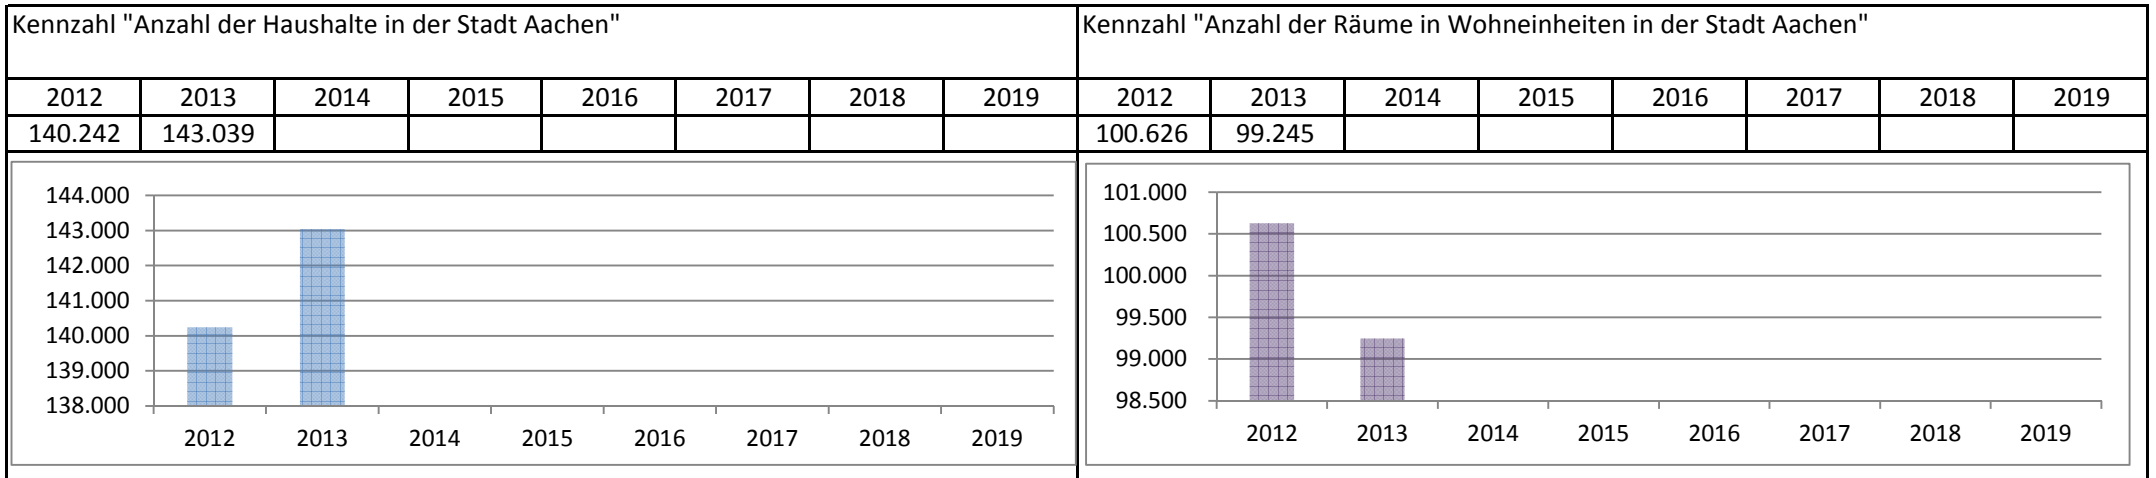 Kennzahl "Anzahl der Haushalte in der Stadt Aachen"
2012 2013 2014 2015 2016 2017 2018 2019
140.242 143.039
144.000
143.000
142.000
141.000
140.000
139.000
138.000
2012 2013 2014 2015 2016 2017 2018 2019
Kennzahl "Anzahl der Räume in Wohneinheiten in der Stadt Aachen"
2012 2013 2014 2015 2016 2017 2018 2019
100.626 99.245
101.000
100.500
100.000
99.500
99.000
98.500
2012 2013 2014 2015 2016 2017 2018 2019